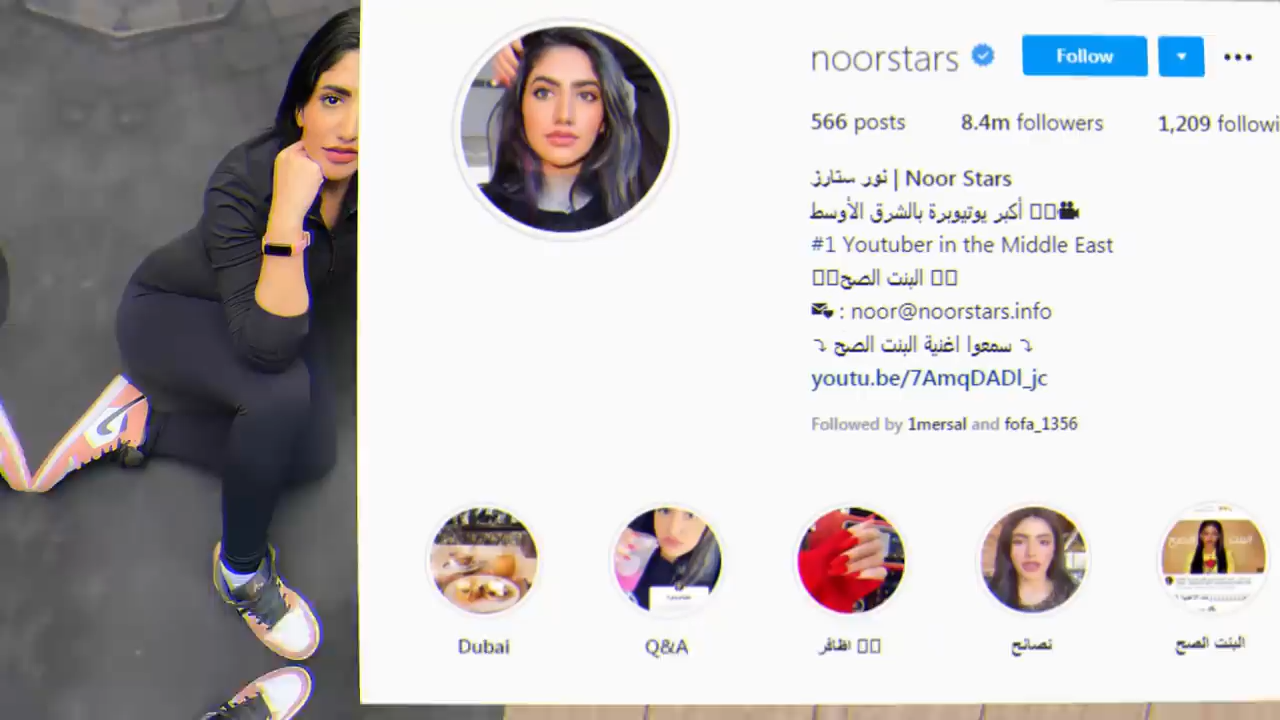 noorstars
Follow
566 posts 8.4m followers 1,209 followi
نور ستارز | Noor Stars
أكبر يوتيوبرة بالشرق الأوسط
#1 Youtuber in the Middle East
البنت الصح
: noor@noorstars.info
سمعوا اغنية البنت الصح
youtu.be/7AmqDADl_jc
Followed by 1mersal and fofa_1356
Dubai
Q&A
اظافر
نصائح
البنت الصح